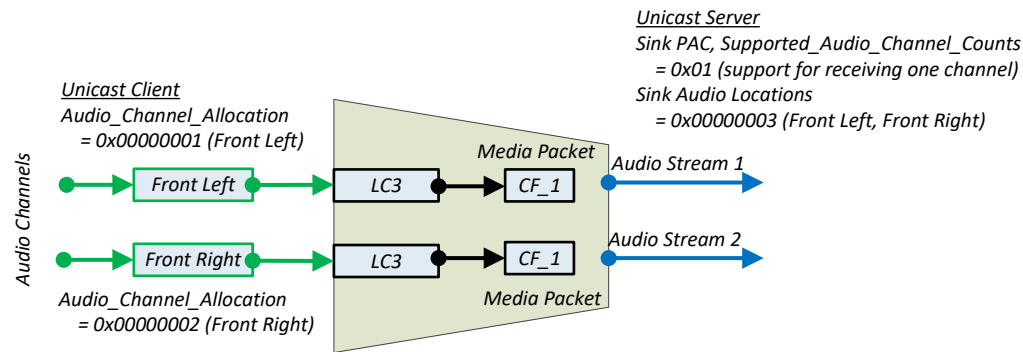 Unicast Server
Sink PAC, Supported_Audio_Channel_Counts
= 0x01 (support for receiving one channel)
Sink Audio Locations
= 0x00000003 (Front Left, Front Right)
Unicast Client
Audio_Channel_Allocation
= 0x00000001 (Front Left)
Audio Channels
Front Left
LC3
Media Packet
CF_1
Audio Stream 1
Front Right
LC3
CF_1
Media Packet
Audio Stream 2
Audio_Channel_Allocation
= 0x00000002 (Front Right)